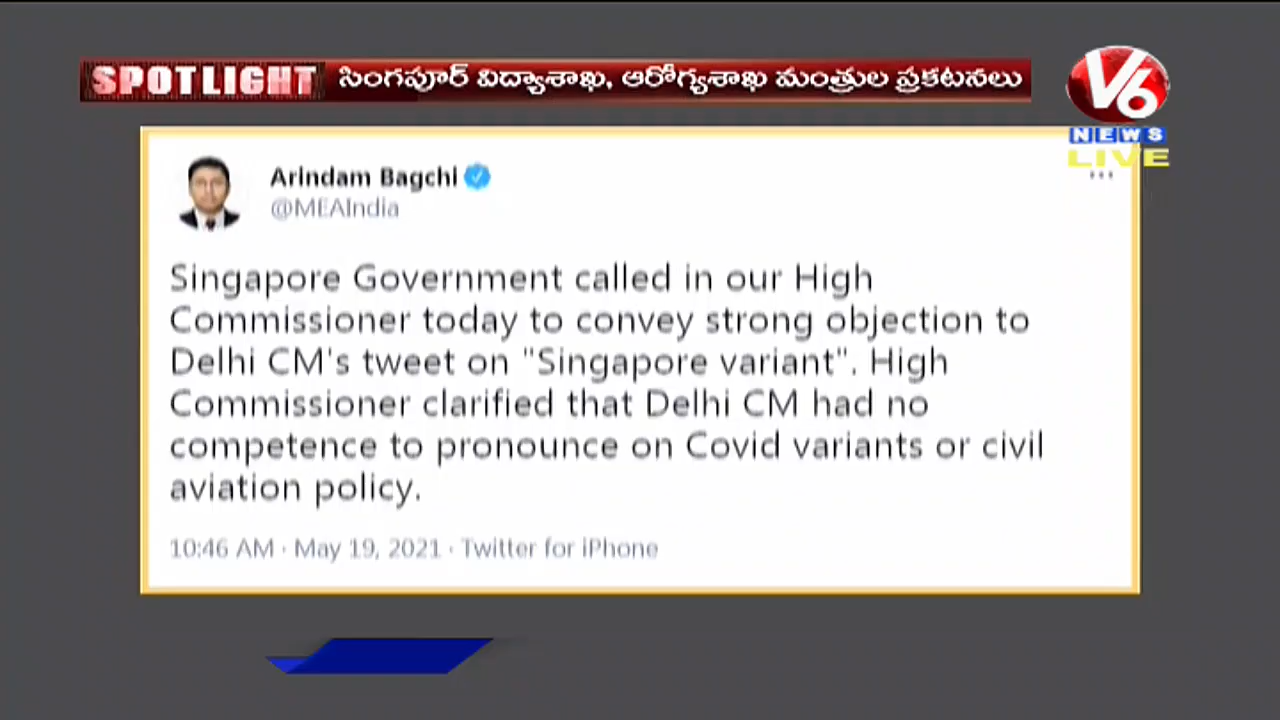 SPOTLIGHT సింగపూర్ విద్యాశాఖ, ఆరోగ్యశాఖ మంత్రుల ప్రకటనలు
V6
NEWS
LIVE
Arindam Bagchi
@MEAIndia
Singapore Government called in our High
Commissioner today to convey strong objection to
Delhi CM's tweet on "Singapore variant". High
Commissioner clarified that Delhi CM had no
competence to pronounce on Covid variants or civil
aviation policy.
10:46 AM · May 19, 2021 · Twitter for iPhone